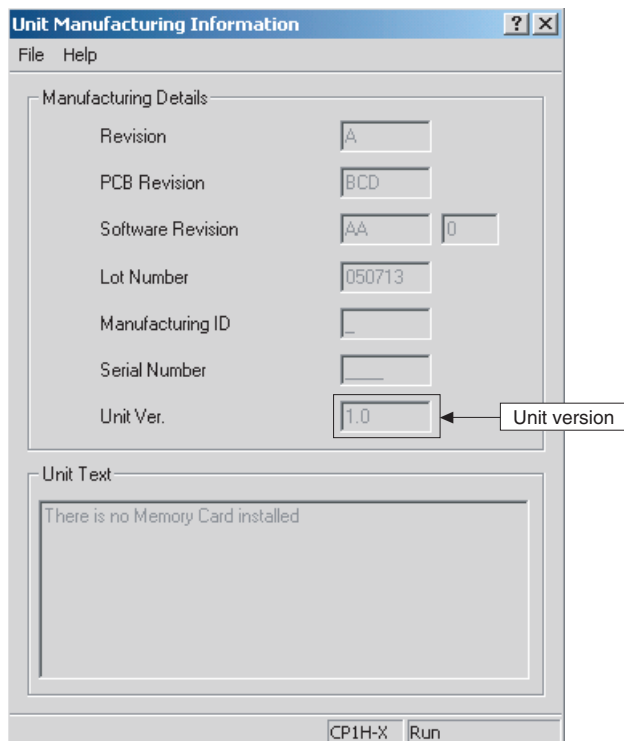 Unit Manufacturing Information
File Help
Manufacturing Details
Revision A
PCB Revision BCD
Software Revision AA 0
Lot Number 050713
Manufacturing ID _
Serial Number ____
Unit Ver. 1.0
Unit version
Unit Text
There is no Memory Card installed
CP1H-X Run